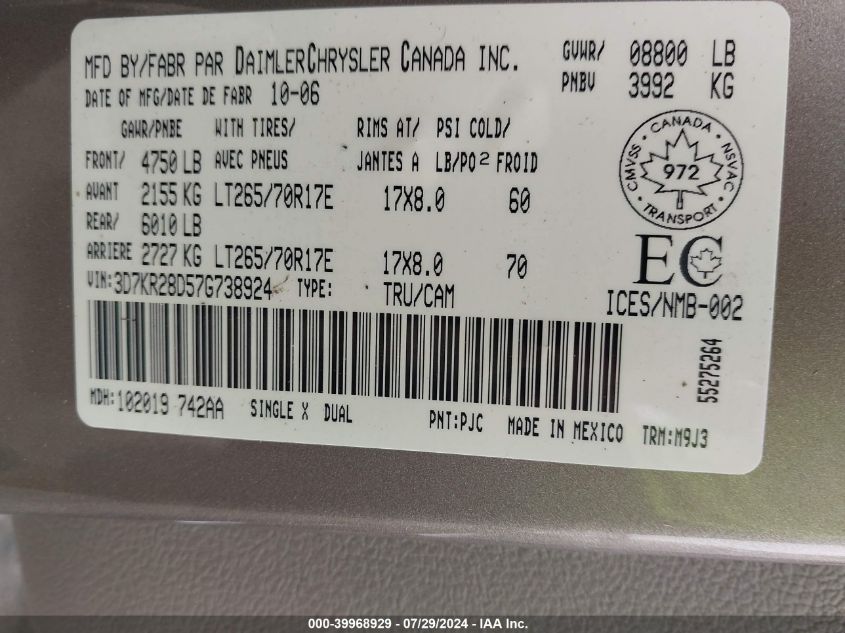 MFD BY/FABR PAR DAIMLERCHRYSLER CANADA INC. GVWR/ 08800 LB
DATE OF MFG/DATE DE FABR 10-06 PNBV 3992 KG
GAWR/PNBE WITH TIRES/ RIMS AT/ PSI COLD/
FRONT/ 4750 LB AVEC PNEUS JANTES A LB/PO2 FROID
AVANT 2155 KG LT265/70R17E 17X8.0 60
REAR/ 6010 LB
ARRIERE 2727 KG LT265/70R17E 17X8.0 70
VIN:3D7KR28D57G738924 TYPE: TRU/CAM
CANADA
CMVSS 972 NSVAC
TRANSPORT
EC
ICES/NMB-002
55275264
MDH:102019 742AA SINGLE X DUAL PNT:PJC MADE IN MEXICO TRM:M9J3
000-39968929 - 07/29/2024 - IAA Inc.